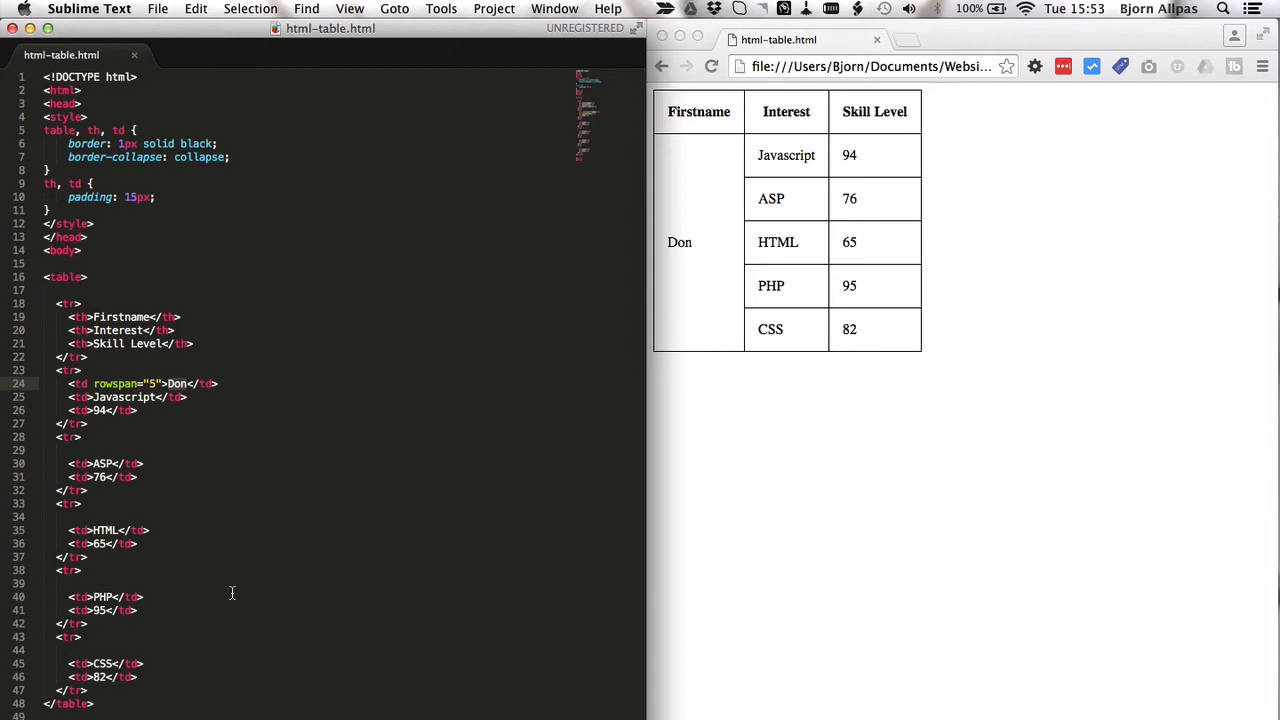 Sublime Text File Edit Selection Find View Goto Tools Project Window Help 100% Tue 15:53 Bjorn Allpas
html-table.html UNREGISTERED
html-table.html
1 <!DOCTYPE html>
2 <html>
3 <head>
4 <style>
5 table, th, td {
6 border: 1px solid black;
7 border-collapse: collapse;
8 }
9 th, td {
10 padding: 15px;
11 }
12 </style>
13 </head>
14 <body>
15
16 <table>
17
18 <tr>
19 <th>Firstname</th>
20 <th>Interest</th>
21 <th>Skill Level</th>
22 </tr>
23 <tr>
24 <td rowspan="5">Don</td>
25 <td>Javascript</td>
26 <td>94</td>
27 </tr>
28 <tr>
29
30 <td>ASP</td>
31 <td>76</td>
32 </tr>
33 <tr>
34
35 <td>HTML</td>
36 <td>65</td>
37 </tr>
38 <tr>
39
40 <td>PHP</td>
41 <td>95</td>
42 </tr>
43 <tr>
44
45 <td>CSS</td>
46 <td>82</td>
47 </tr>
48 </table>
49
html-table.html
file:///Users/Bjorn/Documents/Websi...
Firstname Interest Skill Level
Javascript 94
ASP 76
Don HTML 65
PHP 95
CSS 82